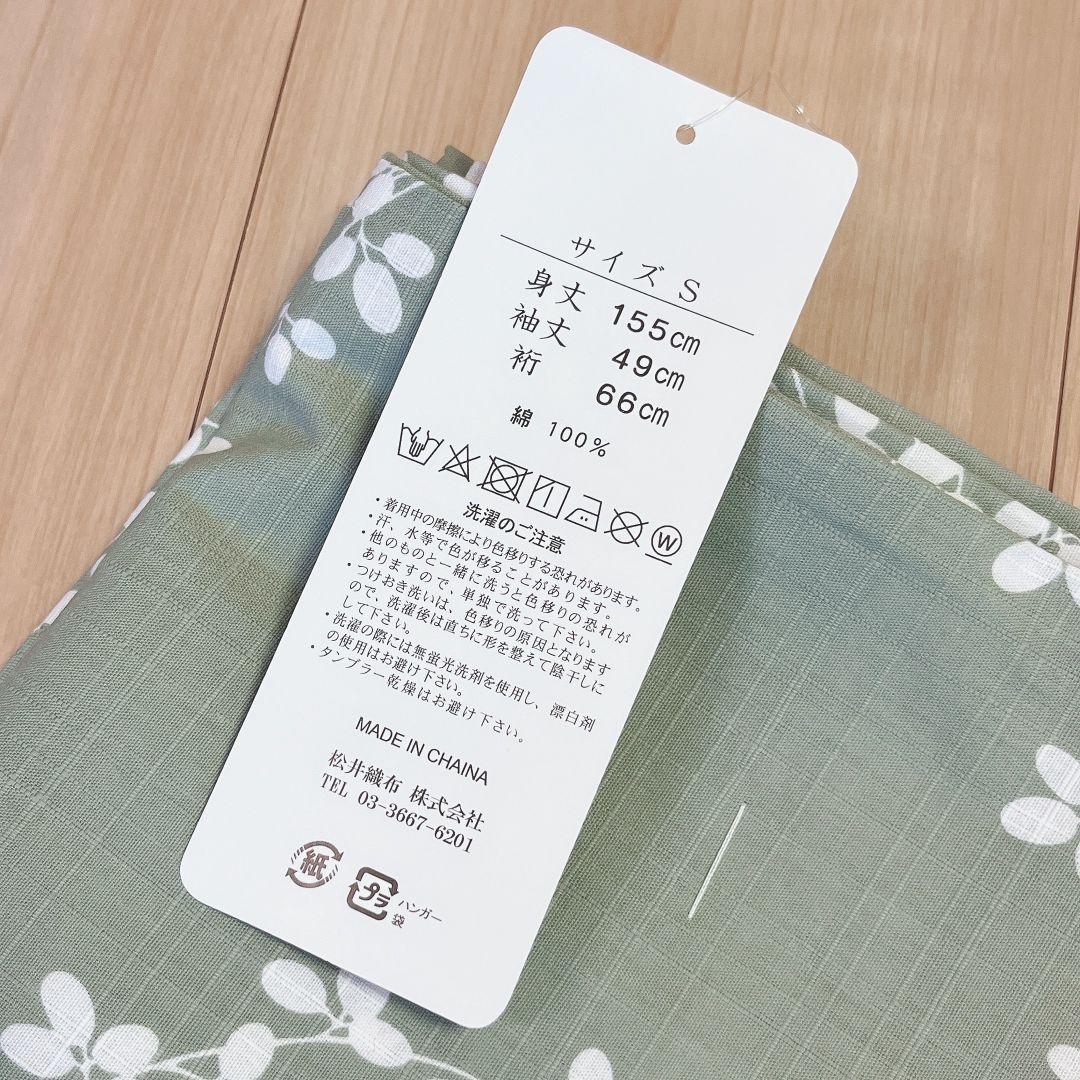 サイズ S
身丈 155cm
袖丈 49cm
裄 66cm
綿 100%
W
洗濯のご注意
・着用中の摩擦により色移りする恐れがあります。
・汗、水等で色が移ることがあります。
・他のものと一緒に洗うと色移りの恐れが
ありますので、単独で洗って下さい。
・つけおき洗いは、色移りの原因となります
ので、洗濯後は直ちに形を整えて陰干しに
して下さい。
・洗濯の際には無蛍光洗剤を使用し、漂白剤
の使用はお避け下さい。
・タンブラー乾燥はお避け下さい。
MADE IN CHAINA
松井織布 株式会社
TEL 03-3667-6201
紙
プラ
ハンガー
袋